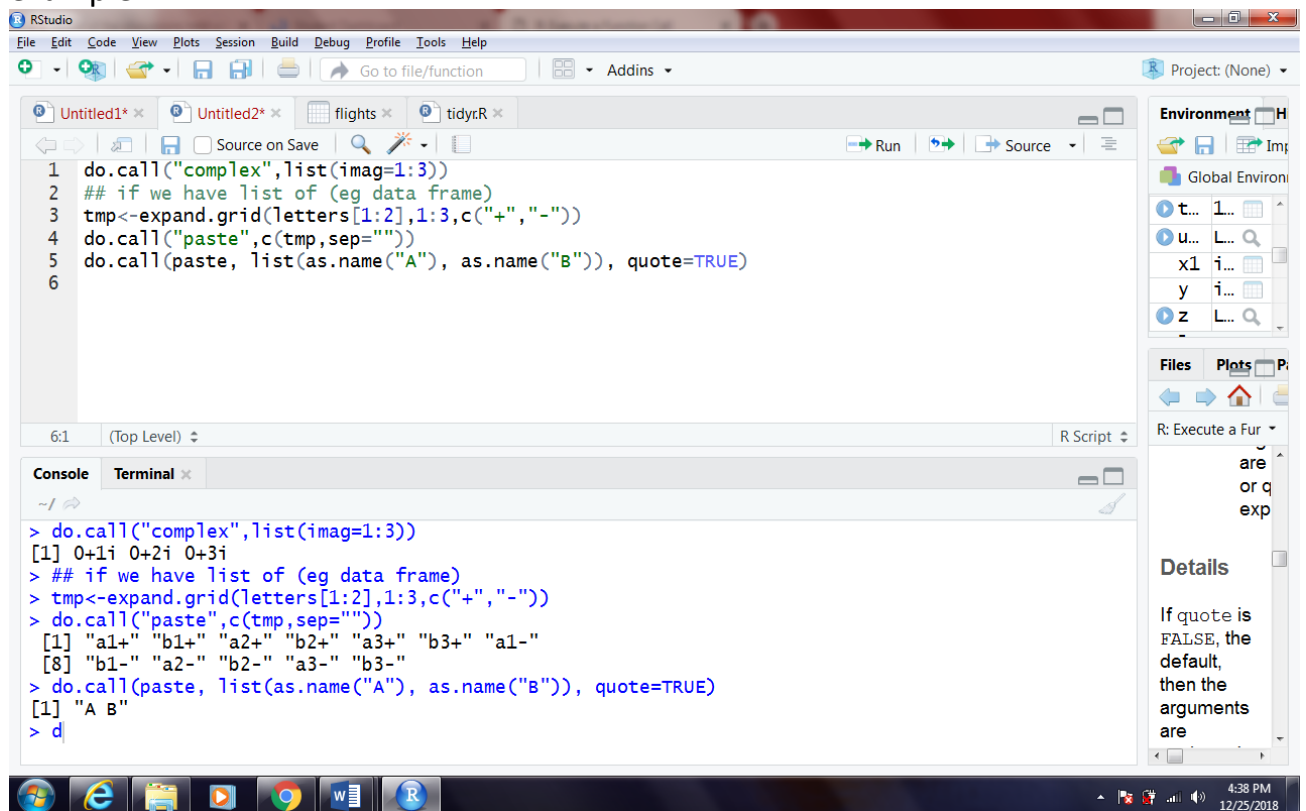 RStudio
File Edit Code View Plots Session Build Debug Profile Tools Help
Go to file/function Addins Project: (None)
Untitled1* Untitled2* flights tidyr.R
Source on Save Run Source
1 do.call("complex",list(imag=1:3))
2 ## if we have list of (eg data frame)
3 tmp<-expand.grid(letters[1:2],1:3,c("+","-"))
4 do.call("paste",c(tmp,sep=""))
5 do.call(paste, list(as.name("A"), as.name("B")), quote=TRUE)
6
6:1 (Top Level) R Script
Console Terminal
~/
> do.call("complex",list(imag=1:3))
[1] 0+1i 0+2i 0+3i
> ## if we have list of (eg data frame)
> tmp<-expand.grid(letters[1:2],1:3,c("+","-"))
> do.call("paste",c(tmp,sep=""))
[1] "a1+" "b1+" "a2+" "b2+" "a3+" "b3+" "a1-"
[8] "b1-" "a2-" "b2-" "a3-" "b3-"
> do.call(paste, list(as.name("A"), as.name("B")), quote=TRUE)
[1] "A B"
> d
Environment H
Imp
Global Environ
t... 1...
u... L...
x1 i...
y i...
z L...
Files Plots Pa
R: Execute a Fur
are
or q
exp
Details
If quote is
FALSE, the
default,
then the
arguments
are
4:38 PM
12/25/2018